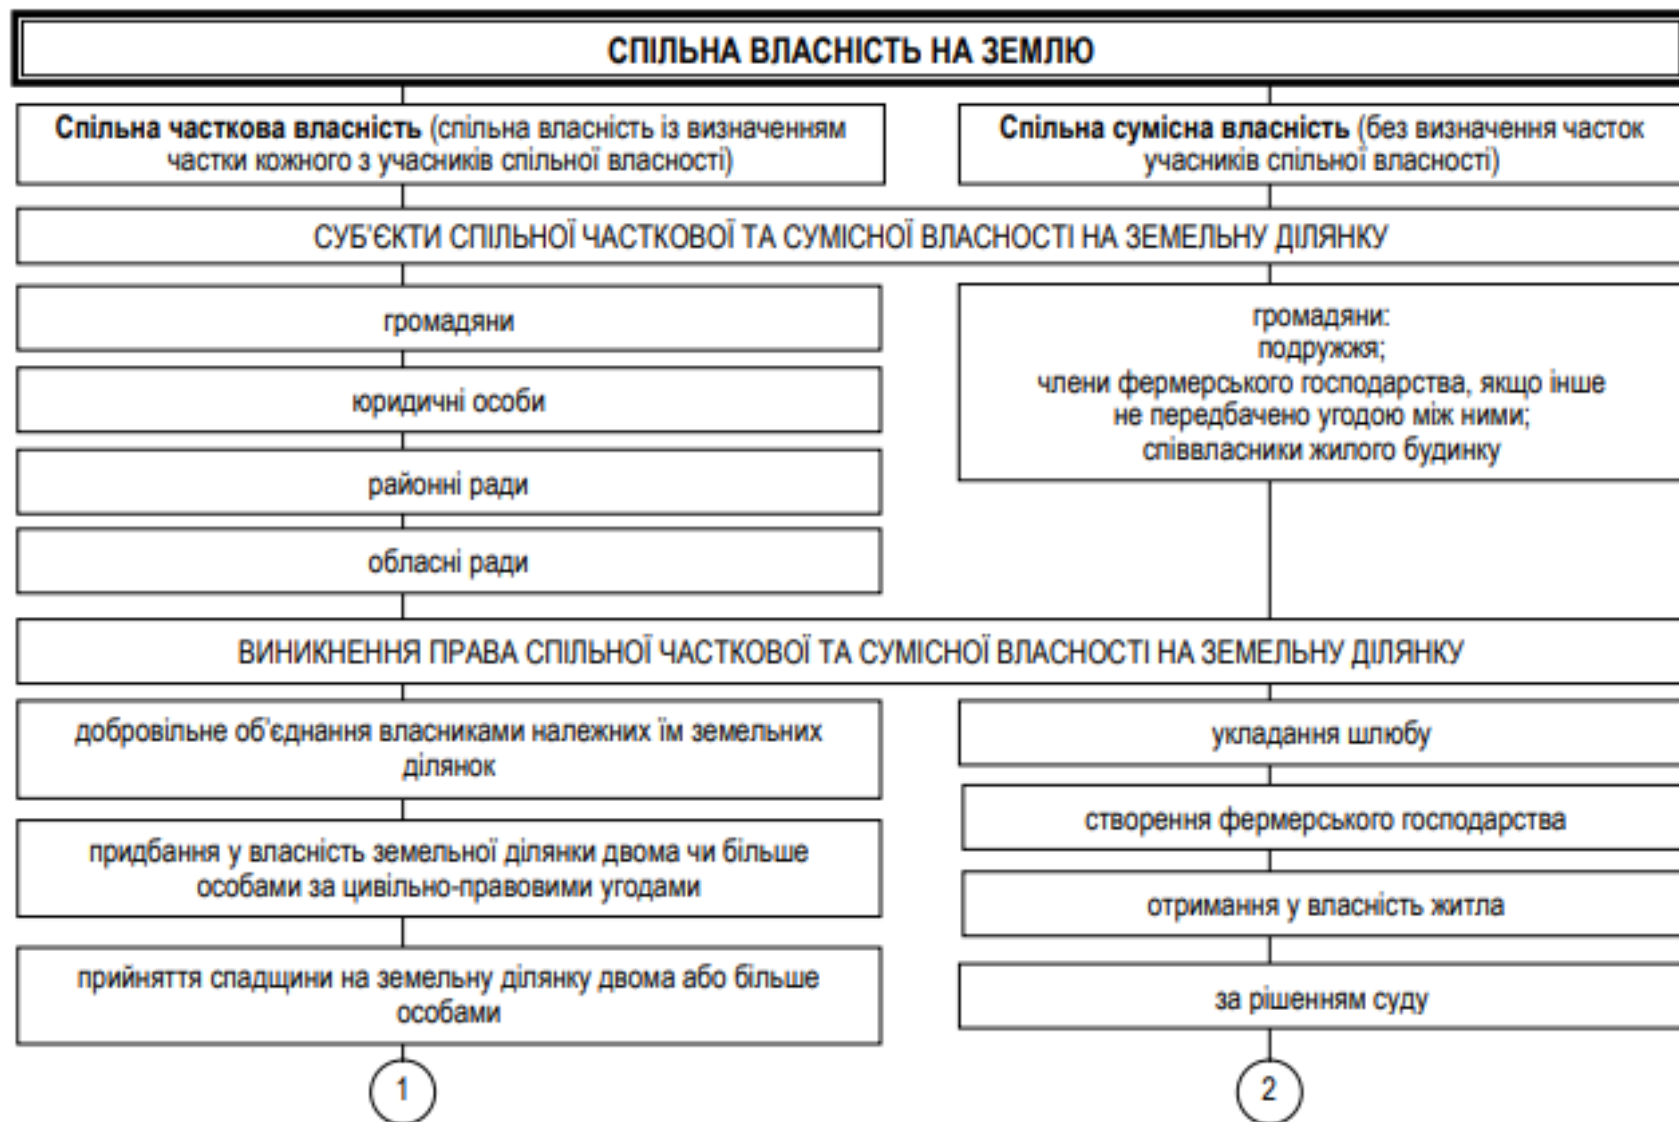 СПІЛЬНА ВЛАСНІСТЬ НА ЗЕМЛЮ
Спільна часткова власність (спільна власність із визначенням
частки кожного з учасників спільної власності)
Спільна сумісна власність (без визначення часток
учасників спільної власності)
СУБ'ЄКТИ СПІЛЬНОЇ ЧАСТКОВОЇ ТА СУМІСНОЇ ВЛАСНОСТІ НА ЗЕМЕЛЬНУ ДІЛЯНКУ
громадяни
юридичні особи
районні ради
обласні ради
громадяни:
подружжя;
члени фермерського господарства, якщо інше
не передбачено угодою між ними;
співвласники жилого будинку
ВИНИКНЕННЯ ПРАВА СПІЛЬНОЇ ЧАСТКОВОЇ ТА СУМІСНОЇ ВЛАСНОСТІ НА ЗЕМЕЛЬНУ ДІЛЯНКУ
добровільне об'єднання власниками належних їм земельних
ділянок
придбання у власність земельної ділянки двома чи більше
особами за цивільно-правовими угодами
прийняття спадщини на земельну ділянку двома або більше
особами
1
укладання шлюбу
створення фермерського господарства
отримання у власність житла
за рішенням суду
2